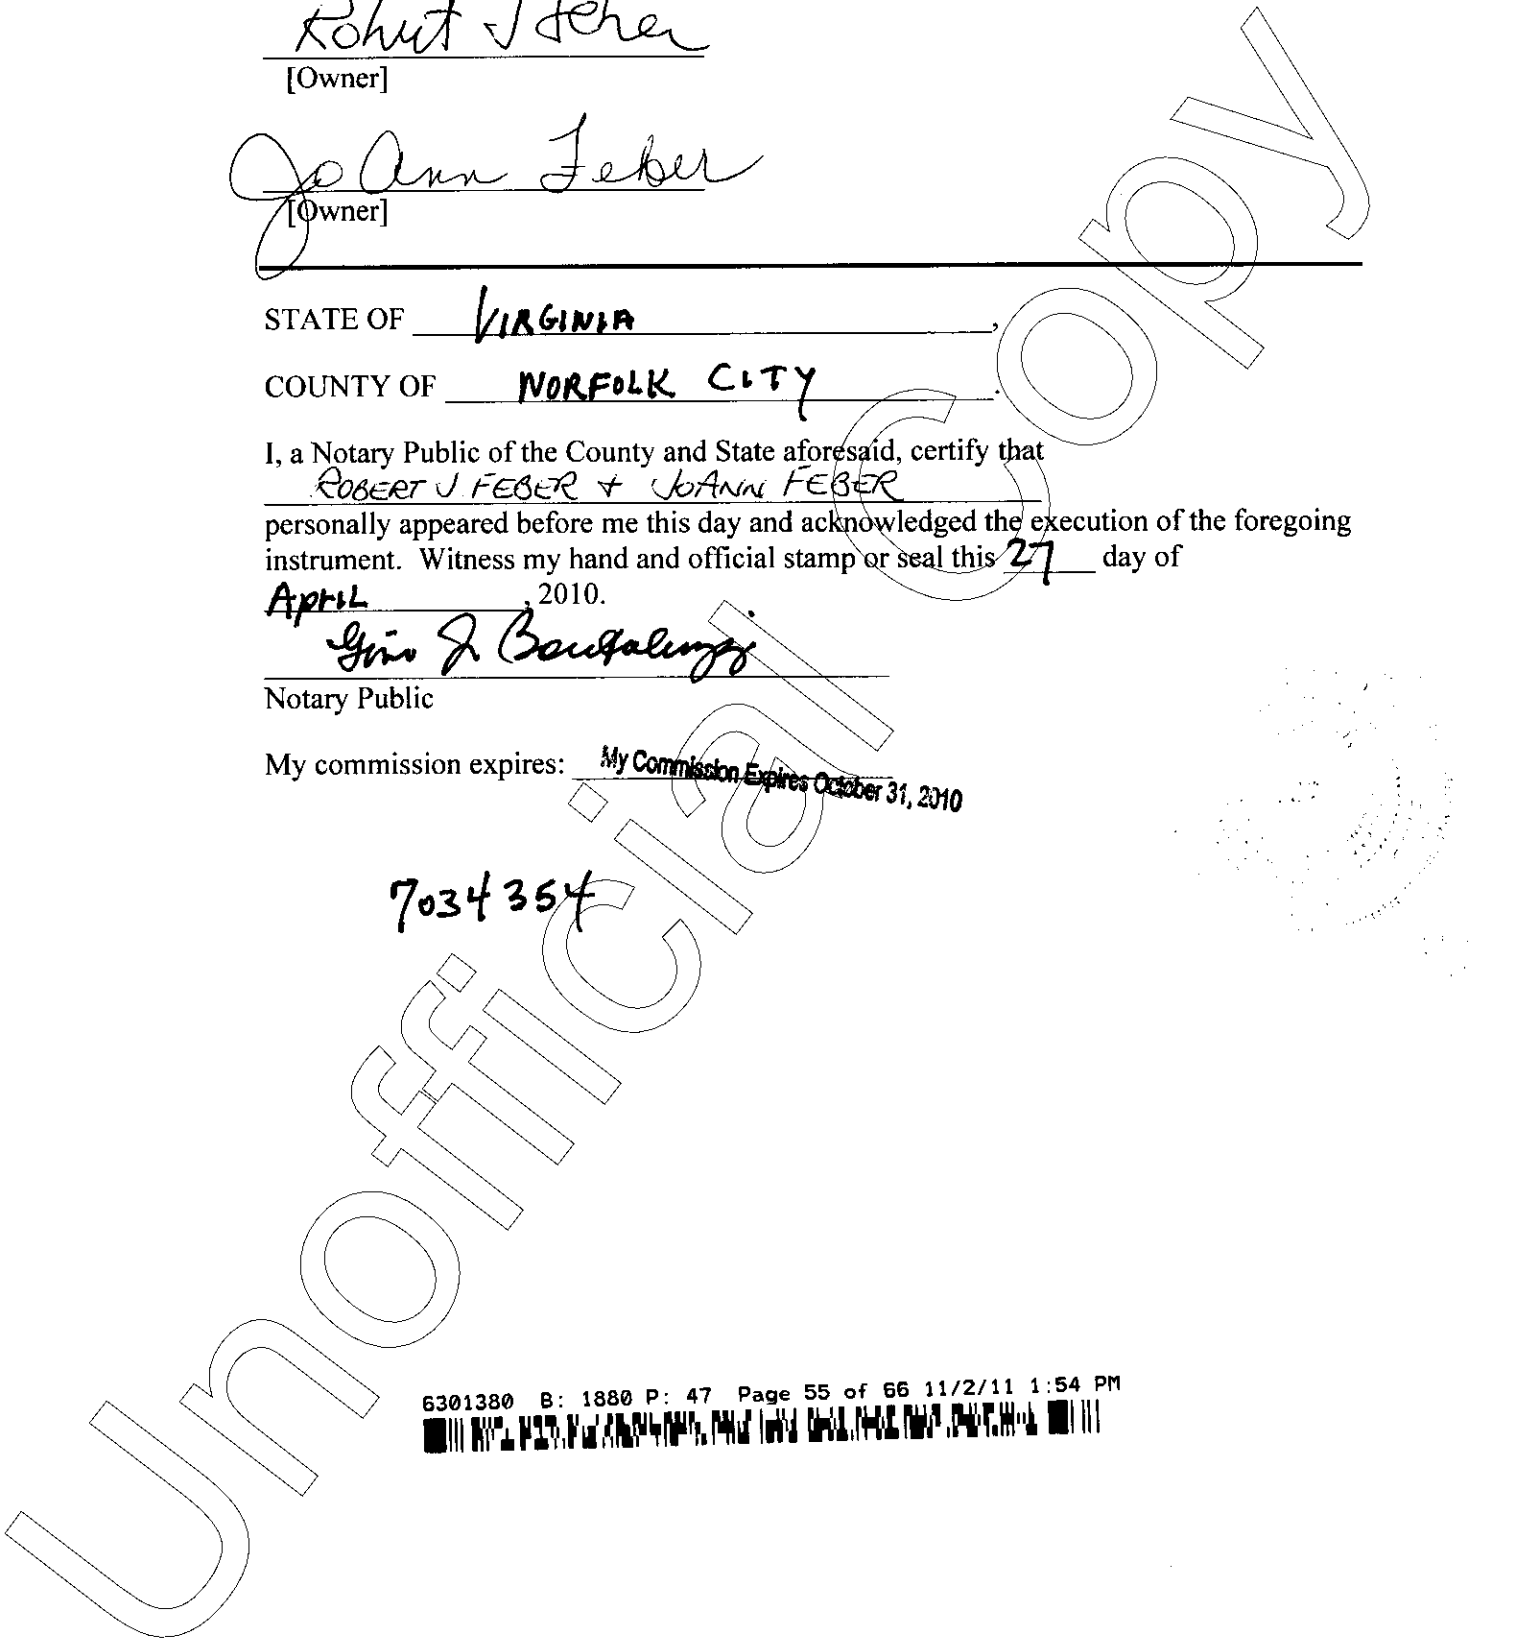 Robert J Feber
[Owner]
JoAnn Feber
[Owner]
STATE OF VIRGINIA,
COUNTY OF NORFOLK CITY.
I, a Notary Public of the County and State aforesaid, certify that
ROBERT J FEBER + JOANN FEBER
personally appeared before me this day and acknowledged the execution of the foregoing
instrument. Witness my hand and official stamp or seal this 27 day of
April, 2010.
Gino J
Notary Public
My commission expires: My Commission Expires October 31, 2010
7034354
6301380 B: 1880 P: 47 Page 55 of 66 11/2/11 1:54 PM
Unofficial Copy